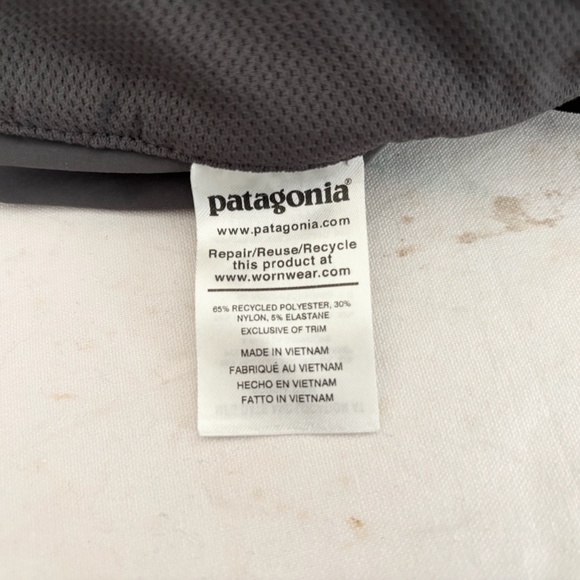 patagonia®
www.patagonia.com
Repair/Reuse/Recycle
this product at
www.wornwear.com
65% RECYCLED POLYESTER, 30%
NYLON, 5% ELASTANE
EXCLUSIVE OF TRIM
MADE IN VIETNAM
FABRIQUÉ AU VIETNAM
HECHO EN VIETNAM
FATTO IN VIETNAM